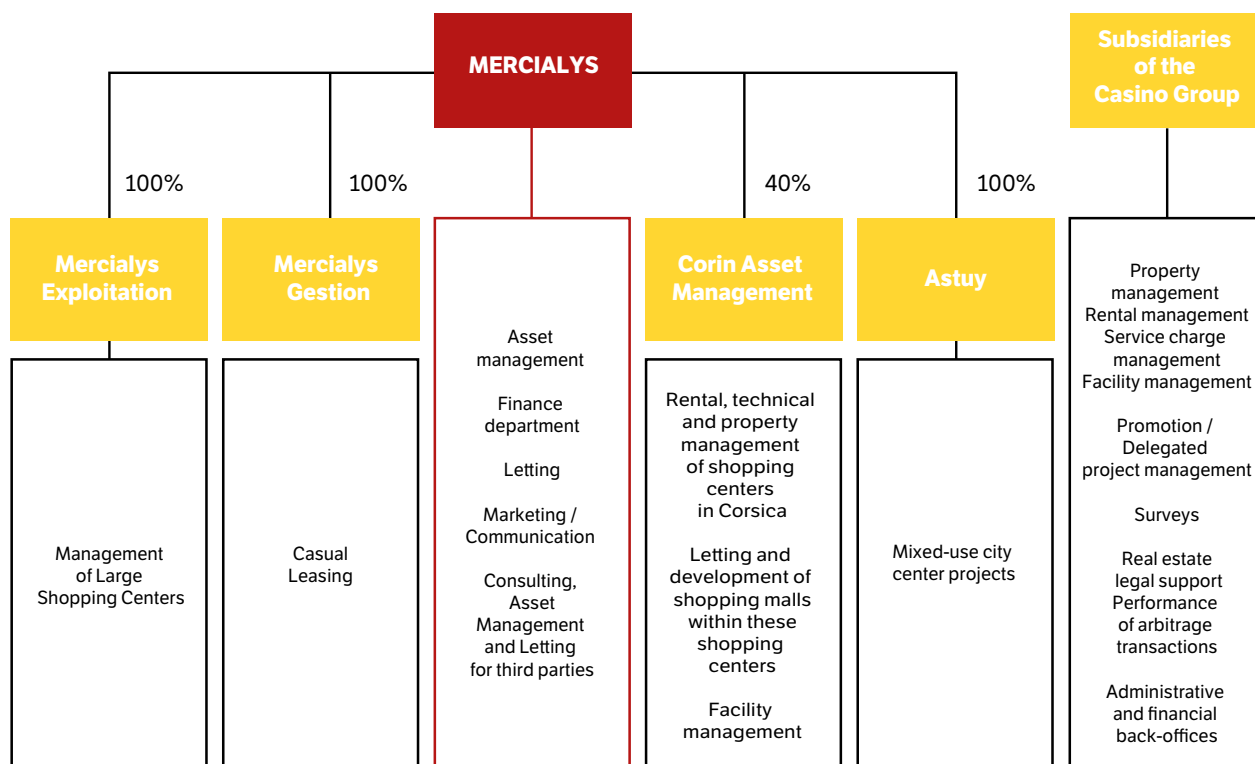 MERCIALYS
Subsidiaries
of the
Casino Group
100%
100%
40%
100%
Mercialys
Exploitation
Mercialys
Gestion
Corin Asset
Management
Astuy
Management
of Large
Shopping Centers
Casual
Leasing
Asset
management
Finance
department
Letting
Marketing /
Communication
Consulting,
Asset
Management
and Letting
for third parties
Rental, technical
and property
management
of shopping
centers
in Corsica
Letting and
development of
shopping malls
within these
shopping
centers
Facility
management
Mixed-use city
center projects
Property
management
Rental management
Service charge
management
Facility management
Promotion /
Delegated
project management
Surveys
Real estate
legal support
Performance
of arbitrage
transactions
Administrative
and financial
back-offices